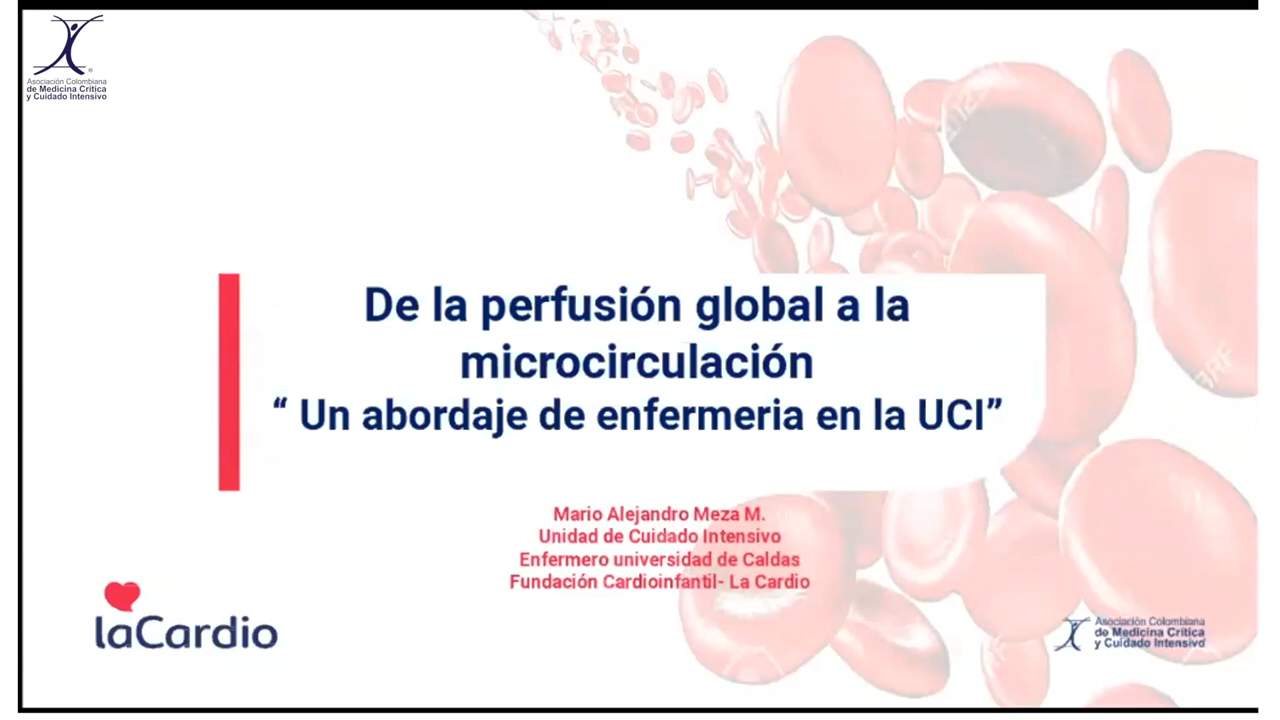 Asociación Colombiana
de Medicina Crítica
y Cuidado Intensivo
De la perfusión global a la
microcirculación
“ Un abordaje de enfermeria en la UCI”
Mario Alejandro Meza M.
Unidad de Cuidado Intensivo
Enfermero universidad de Caldas
Fundación Cardioinfantil- La Cardio
laCardio
Asociación Colombiana
de Medicina Crítica
y Cuidado Intensivo